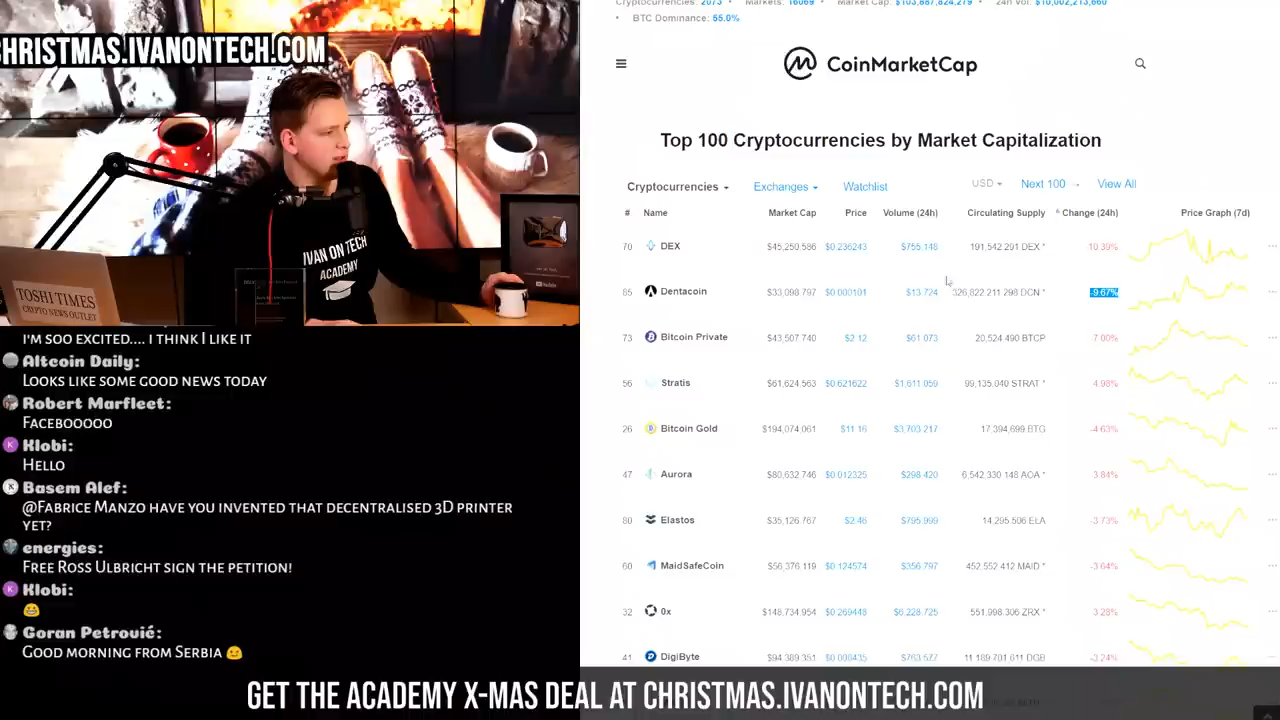 CHRISTMAS.IVANONTECH.COM
IVAN ON TECH
ACADEMY
TOSHI TIMES
CRYPTO NEWS OUTLET
I'M SOO EXCITED.... I THINK I LIKE IT
Altcoin Daily:
LOOKS LIKE SOME GOOD NEWS TODAY
Robert Marfleet:
FACEBOOOOO
Klobi:
HELLO
Basem Alef:
@FABRICE MANZO HAVE YOU INVENTED THAT DECENTRALISED 3D PRINTER
YET?
energies:
FREE ROSS ULBRICHT SIGN THE PETITION!
Klobi:
😀
Goran Petrović:
GOOD MORNING FROM SERBIA 😉
Cryptocurrencies: 2073 • Markets: 16069 • Market Cap: $103,887,824,279 • 24h Vol: $10,002,213,660
• BTC Dominance: 55.0%
CoinMarketCap
Top 100 Cryptocurrencies by Market Capitalization
Cryptocurrencies Exchanges Watchlist USD Next 100 → View All
# Name Market Cap Price Volume (24h) Circulating Supply Change (24h) Price Graph (7d)
70 DEX $45,250,586 $0.236243 $755,148 191,542,291 DEX * 10.39%
85 Dentacoin $33,098,797 $0.000101 $13,724 326,822,211,298 DCN * -9.67%
73 Bitcoin Private $43,507,740 $2.12 $61,073 20,524,490 BTCP 7.00%
56 Stratis $61,624,563 $0.621622 $1,611,059 99,135,040 STRAT * 4.98%
26 Bitcoin Gold $194,074,061 $11.16 $3,703,217 17,394,699 BTG -4.63%
47 Aurora $80,632,746 $0.012325 $298,420 6,542,330,148 AOA * 3.84%
80 Elastos $35,126,767 $2.46 $795,999 14,295,506 ELA -3.73%
60 MaidSafeCoin $56,376,119 $0.124574 $356,797 452,552,412 MAID * -3.64%
32 0x $148,734,954 $0.269448 $6,228,725 551,998,306 ZRX * 3.28%
41 DigiByte $94,389,351 $763,577 DGB -3.24%
GET THE ACADEMY X-MAS DEAL AT CHRISTMAS.IVANONTECH.COM